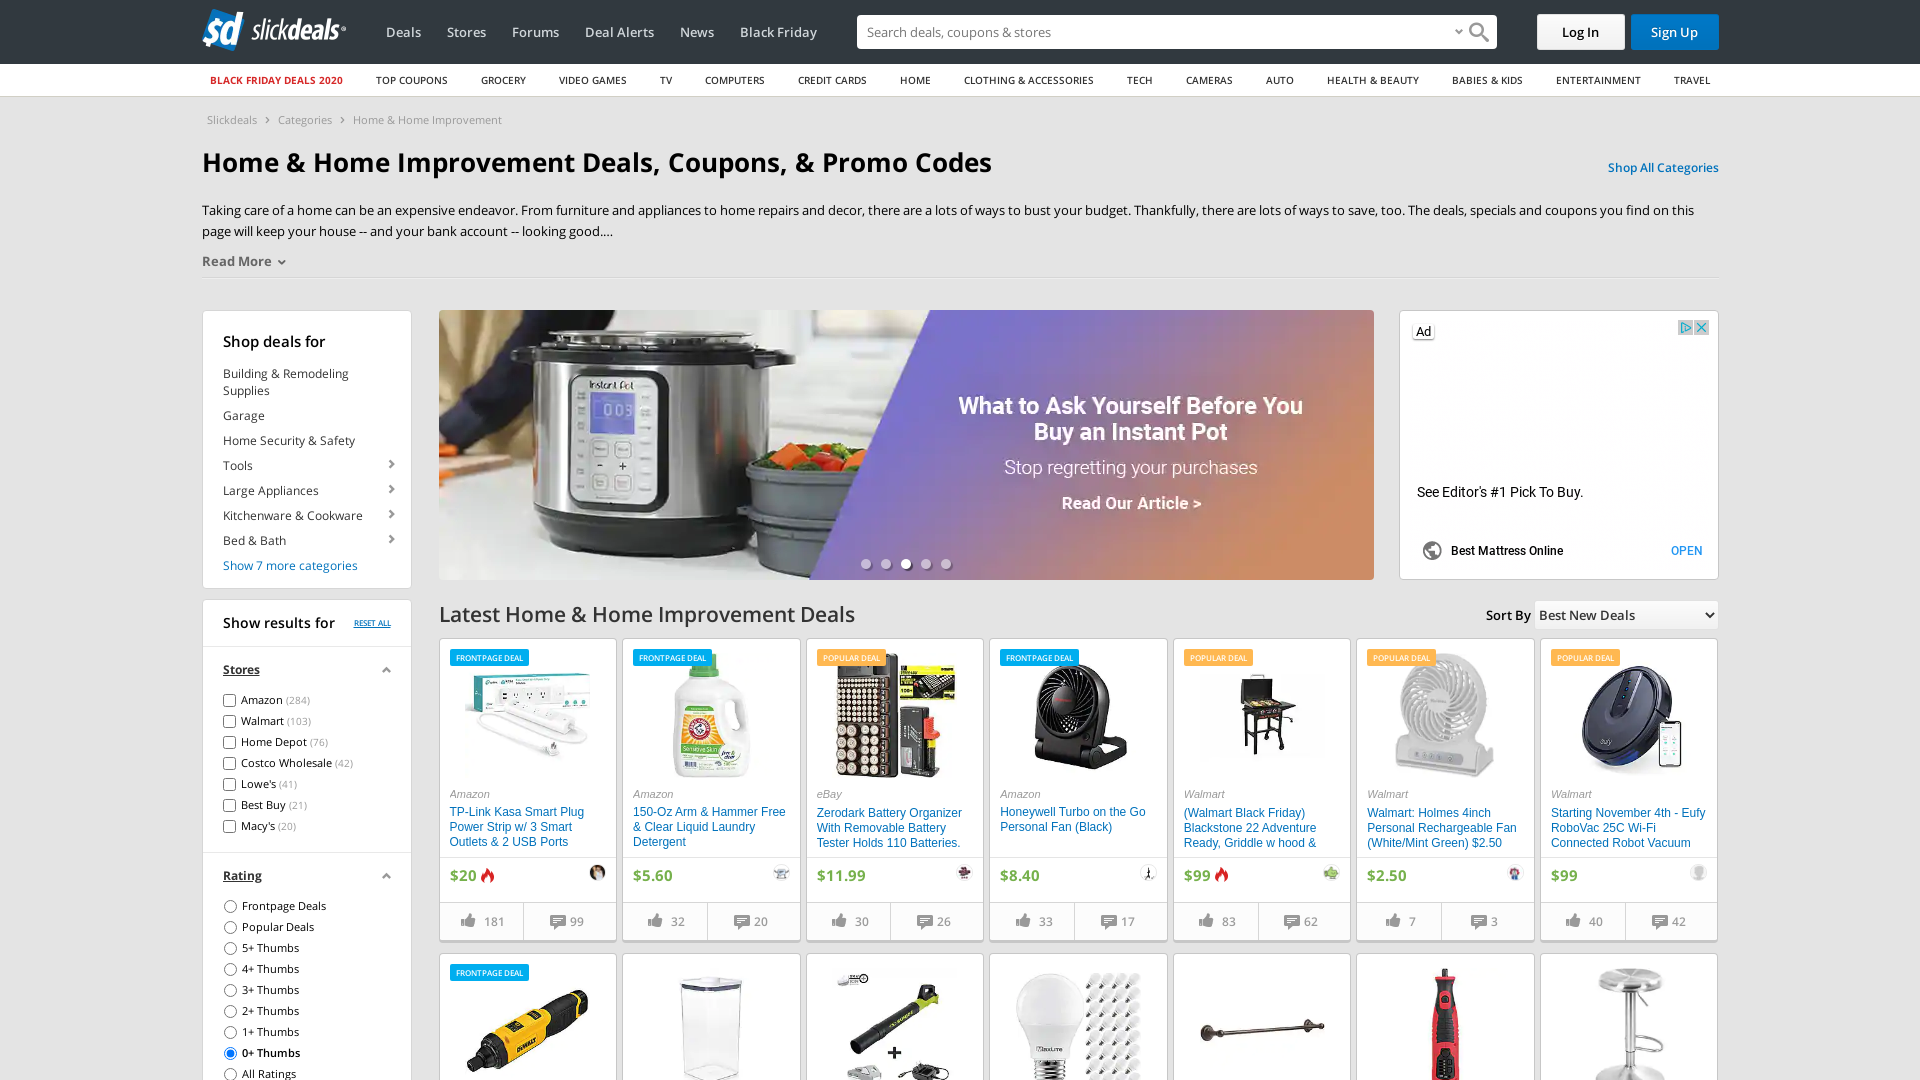 slickdeals
Deals
Stores
Forums
Deal Alerts
News
Black Friday
Search deals, coupons & stores
Log In
Sign Up
BLACK FRIDAY DEALS 2020
TOP COUPONS
GROCERY
VIDEO GAMES
TV
COMPUTERS
CREDIT CARDS
HOME
CLOTHING & ACCESSORIES
TECH
CAMERAS
AUTO
HEALTH & BEAUTY
BABIES & KIDS
ENTERTAINMENT
TRAVEL
Slickdeals > Categories > Home & Home Improvement
Home & Home Improvement Deals, Coupons, & Promo Codes
Shop All Categories
Taking care of a home can be an expensive endeavor. From furniture and appliances to home repairs and decor, there are a lots of ways to bust your budget. Thankfully, there are lots of ways to save, too. The deals, specials and coupons you find on this
page will keep your house -- and your bank account -- looking good....
Read More
Shop deals for
Building & Remodeling
Supplies
Garage
Home Security & Safety
Tools
Large Appliances
Kitchenware & Cookware
Bed & Bath
Show 7 more categories
Instant Pot
What to Ask Yourself Before You
Buy an Instant Pot
Stop regretting your purchases
Read Our Article >
Ad
See Editor's #1 Pick To Buy.
Best Mattress Online
OPEN
Show results for
RESET ALL
Stores
Amazon (284)
Walmart (103)
Home Depot (76)
Costco Wholesale (42)
Lowe's (41)
Best Buy (21)
Macy's (20)
Rating
Frontpage Deals
Popular Deals
5+ Thumbs
4+ Thumbs
3+ Thumbs
2+ Thumbs
1+ Thumbs
0+ Thumbs
All Ratings
Latest Home & Home Improvement Deals
Sort By
Best New Deals
FRONTPAGE DEAL
Amazon
TP-Link Kasa Smart Plug
Power Strip w/ 3 Smart
Outlets & 2 USB Ports
$20
181
99
FRONTPAGE DEAL
Amazon
150-Oz Arm & Hammer Free
& Clear Liquid Laundry
Detergent
$5.60
32
20
POPULAR DEAL
eBay
Zerodark Battery Organizer
With Removable Battery
Tester Holds 110 Batteries.
$11.99
30
26
FRONTPAGE DEAL
Amazon
Honeywell Turbo on the Go
Personal Fan (Black)
$8.40
33
17
POPULAR DEAL
Walmart
(Walmart Black Friday)
Blackstone 22 Adventure
Ready, Griddle w hood &
$99
83
62
POPULAR DEAL
Walmart
Walmart: Holmes 4inch
Personal Rechargeable Fan
(White/Mint Green) $2.50
$2.50
7
3
POPULAR DEAL
Walmart
Starting November 4th - Eufy
RoboVac 25C Wi-Fi
Connected Robot Vacuum
$99
40
42
FRONTPAGE DEAL
DEWALT